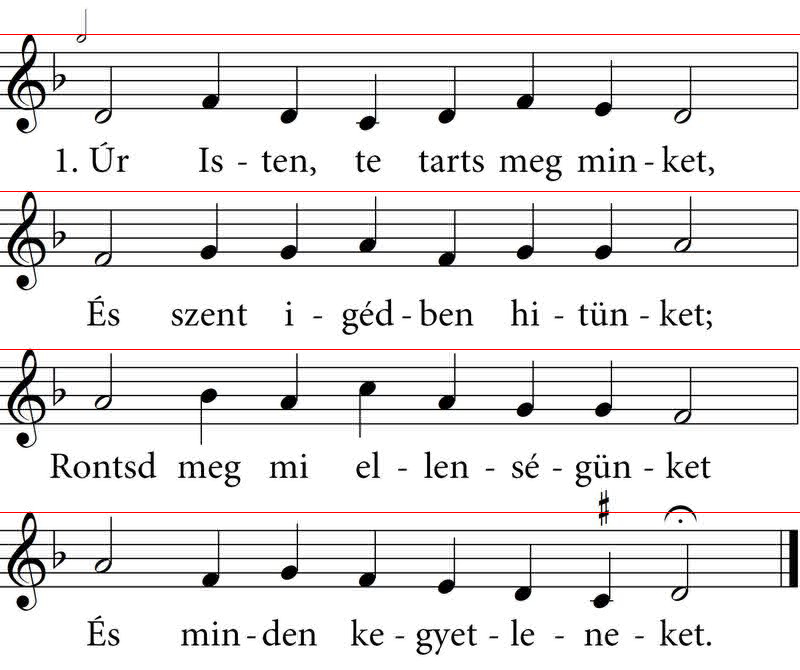 1. Úr Is - ten, te tarts meg min - ket,
És szent i - géd - ben hi - tün - ket;
Rontsd meg mi el - len - sé - gün - ket
És min - den ke - gyet - le - ne - ket.